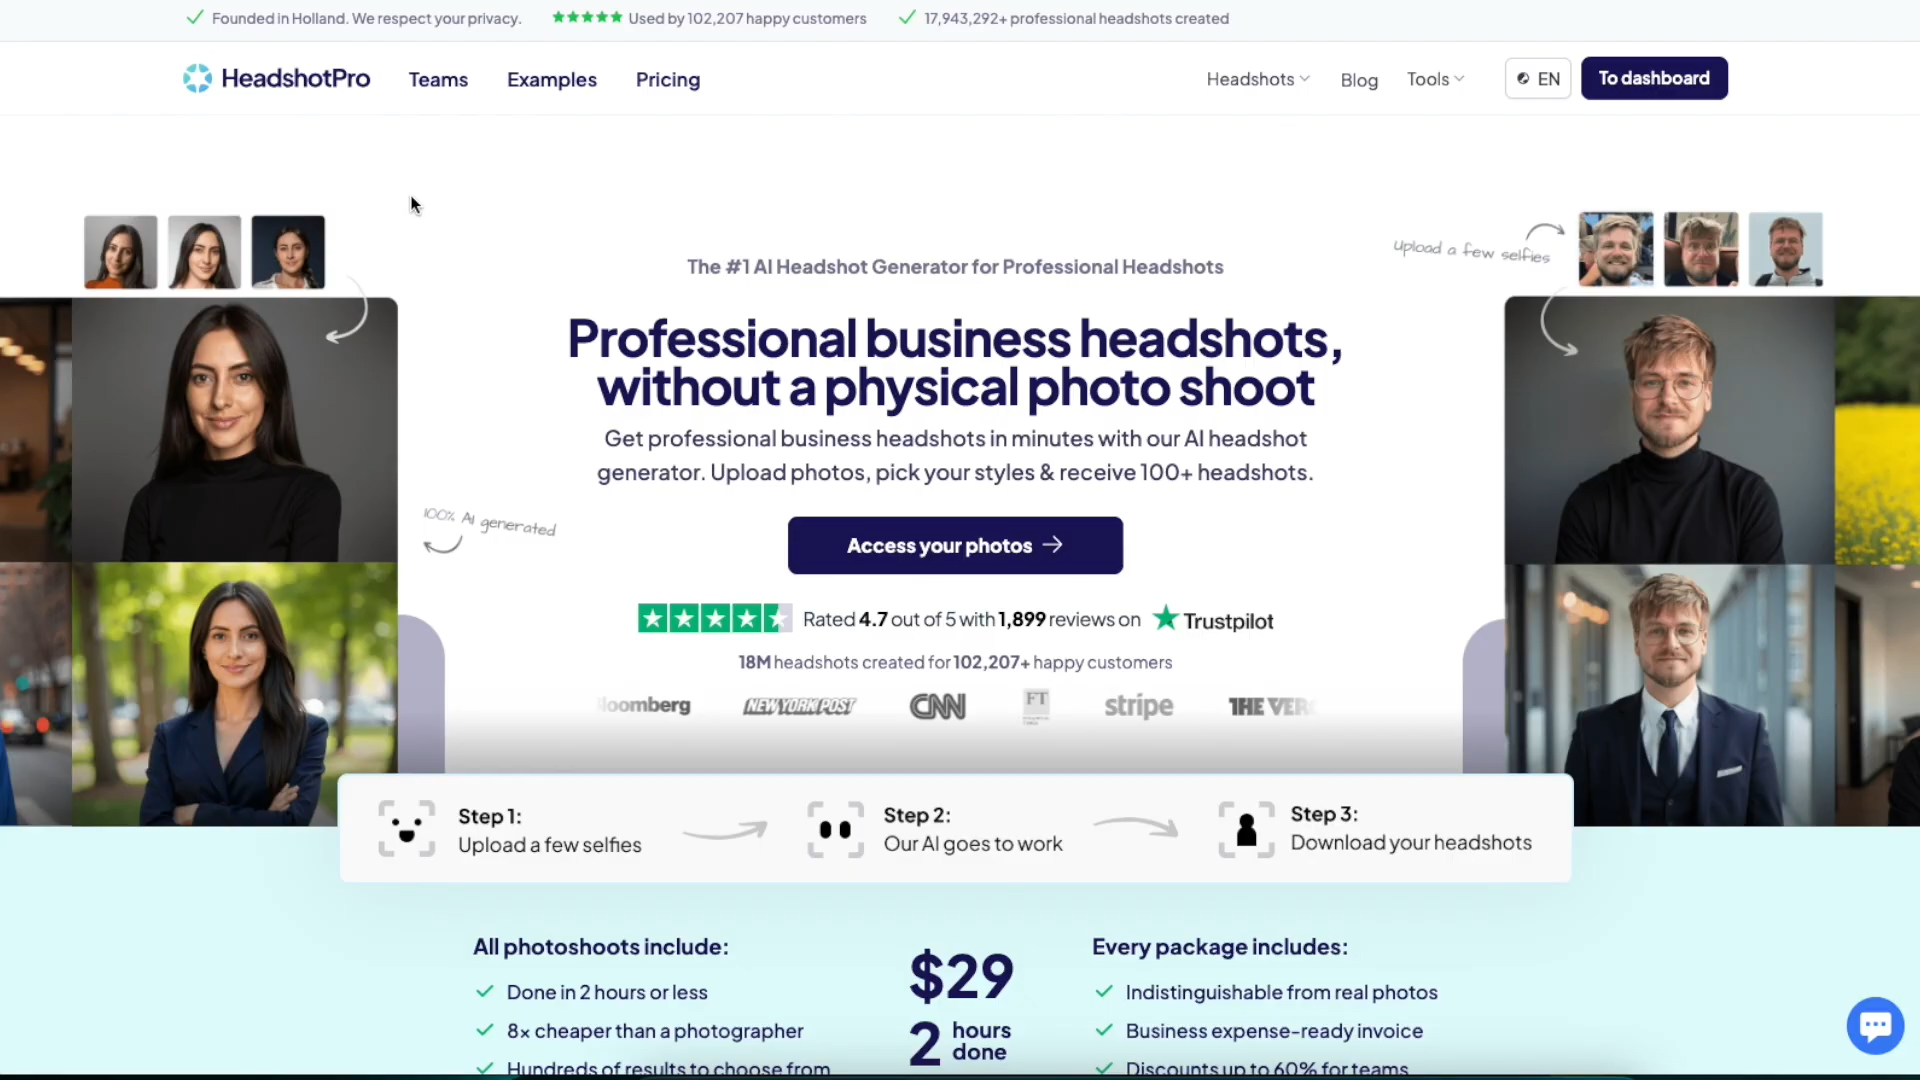 Founded in Holland. We respect your privacy.
Used by 102,207 happy customers
17,943,292+ professional headshots created
HeadshotPro
Teams
Examples
Pricing
Headshots
Blog
Tools
EN
To dashboard
Upload a few selfies
The #1 AI Headshot Generator for Professional Headshots
Professional business headshots,
without a physical photo shoot
Get professional business headshots in minutes with our AI headshot
generator. Upload photos, pick your styles & receive 100+ headshots.
100% AI generated
Access your photos
Rated 4.7 out of 5 with 1,899 reviews on
Trustpilot
18M headshots created for 102,207+ happy customers
loomberg
NEW YORK POST
CNN
FT
stripe
THE VER
Step 1:
Upload a few selfies
Step 2:
Our AI goes to work
Step 3:
Download your headshots
All photoshoots include:
Done in 2 hours or less
8x cheaper than a photographer
Hundreds of results to choose from
$29
2 hours
done
Every package includes:
Indistinguishable from real photos
Business expense-ready invoice
Discounts up to 60% for teams